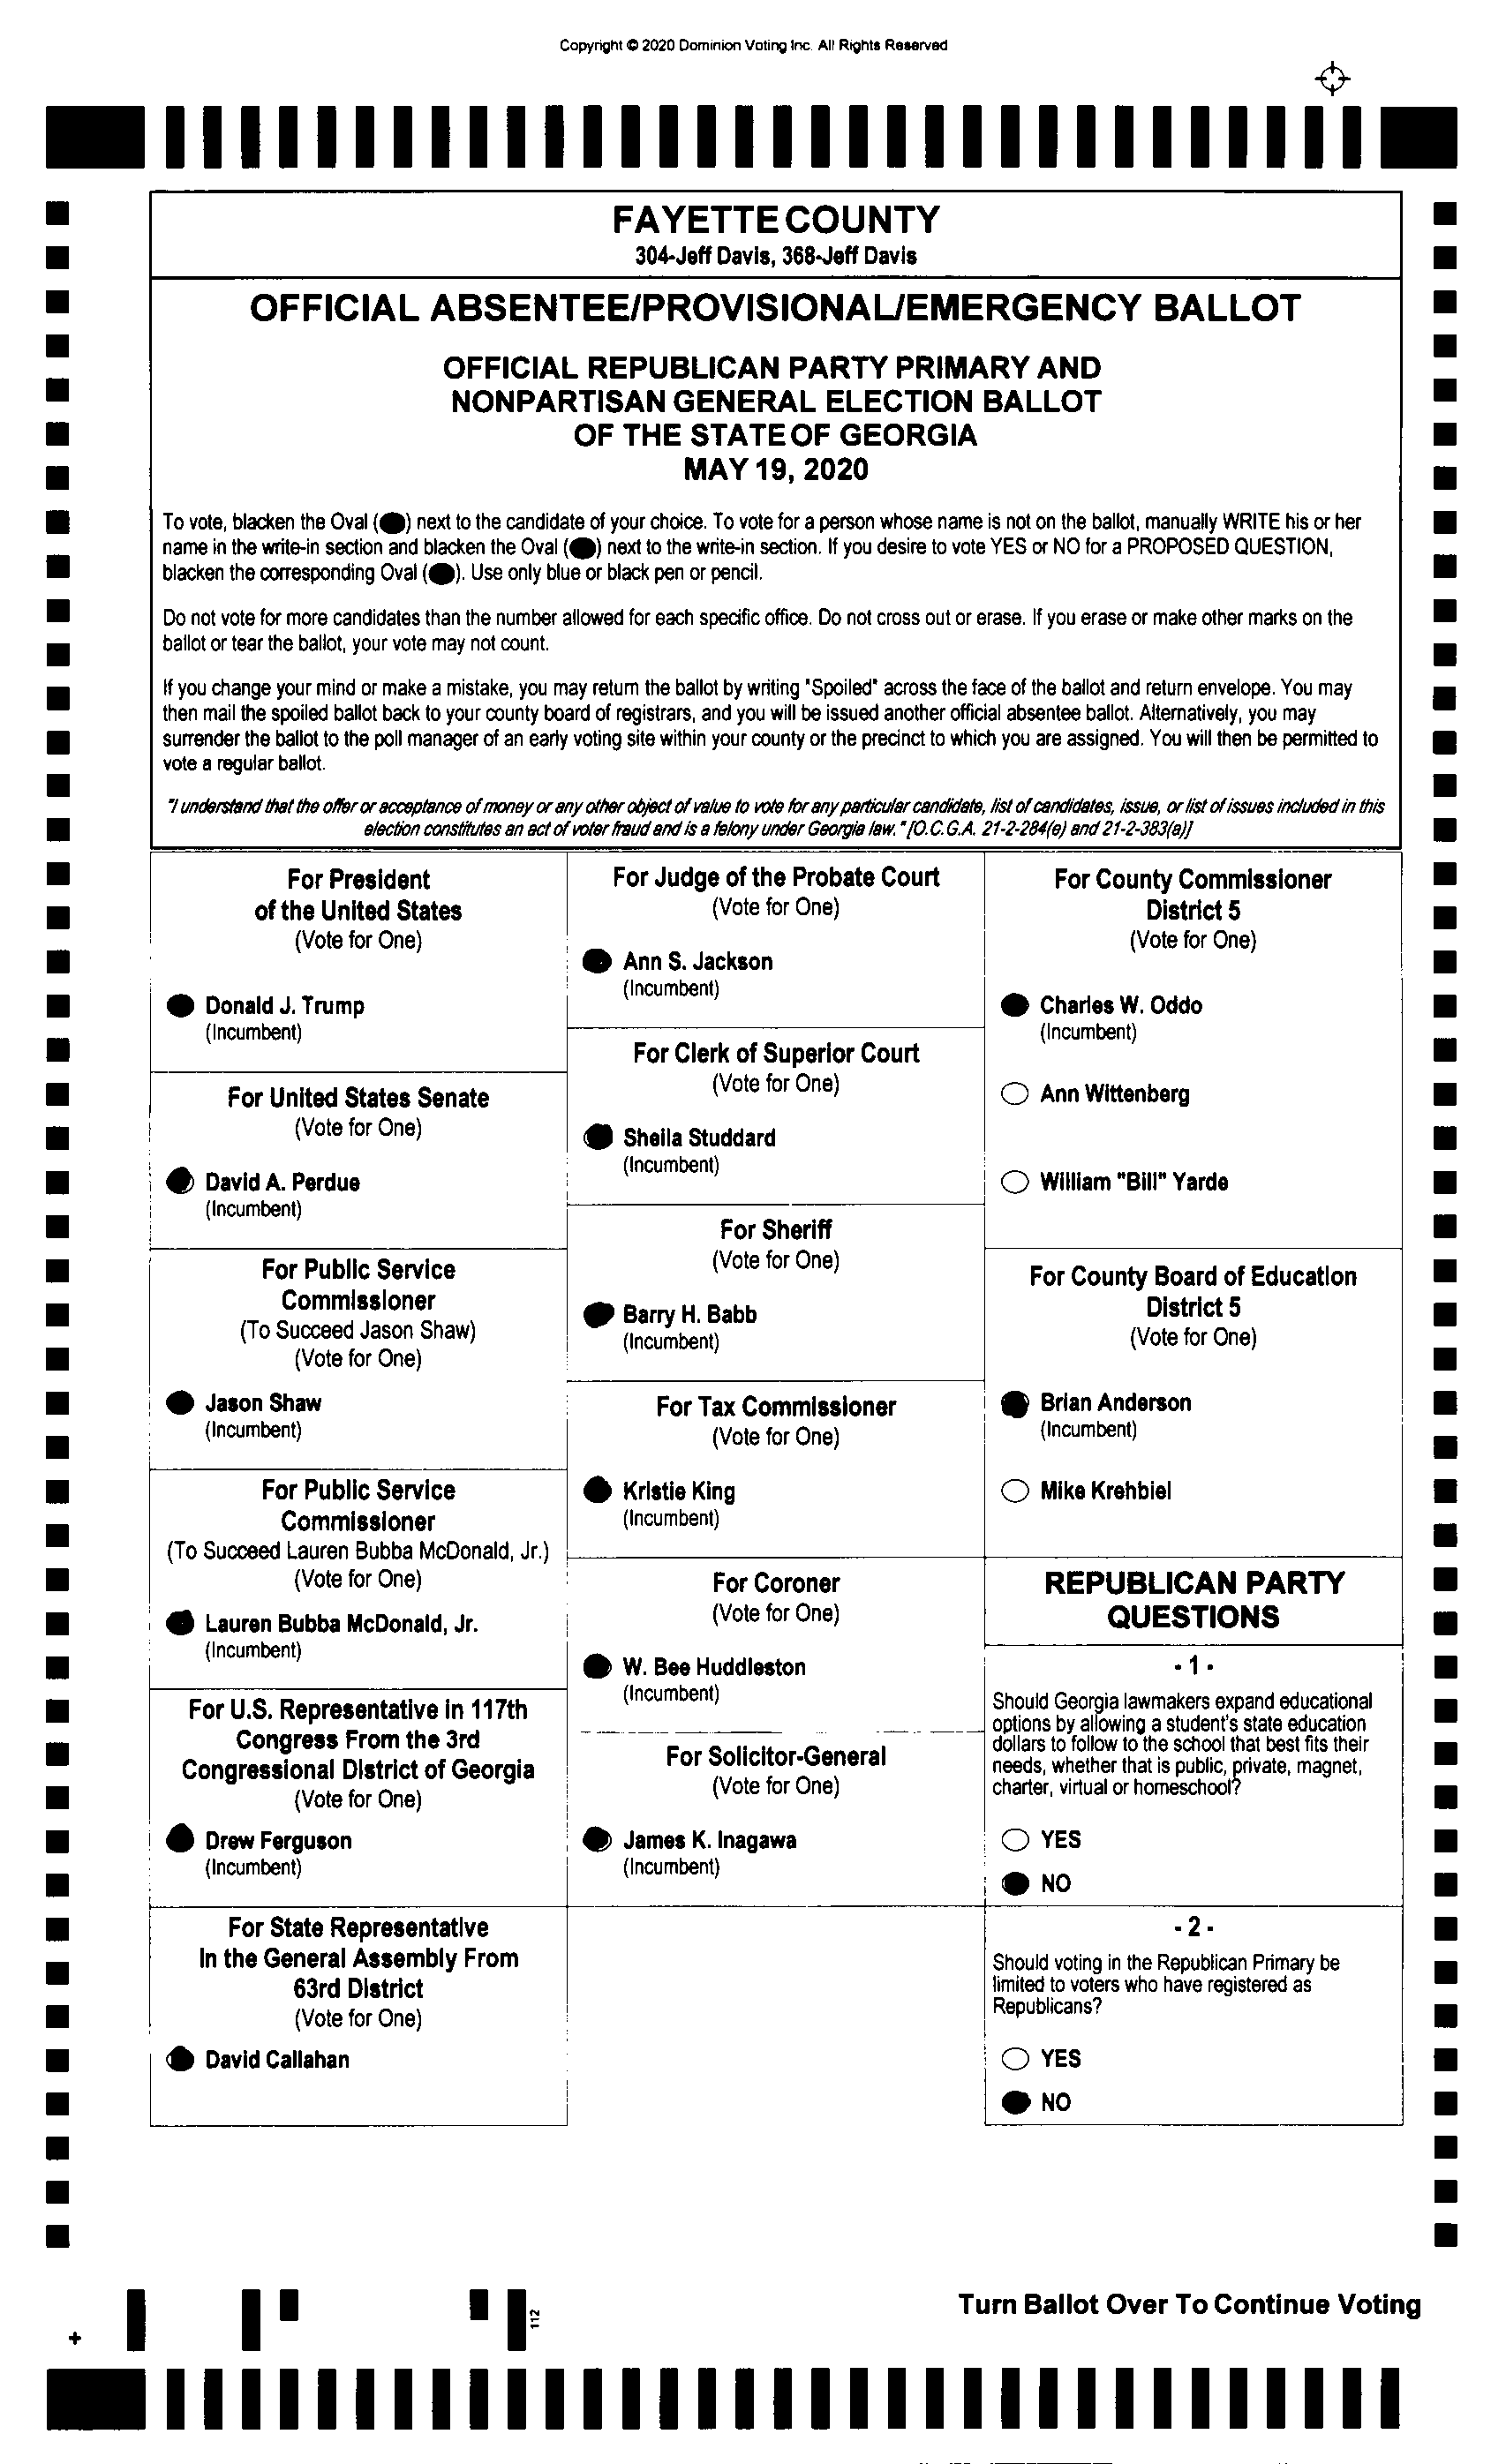 Copyright © 2020 Dominion Voting Inc. All Rights Reserved
FAYETTE COUNTY
304-Jeff Davis, 368-Jeff Davis
OFFICIAL ABSENTEE/PROVISIONAL/EMERGENCY BALLOT
OFFICIAL REPUBLICAN PARTY PRIMARY AND
NONPARTISAN GENERAL ELECTION BALLOT
OF THE STATE OF GEORGIA
MAY 19, 2020
To vote, blacken the Oval ( ) next to the candidate of your choice. To vote for a person whose name is not on the ballot, manually WRITE his or her
name in the write-in section and blacken the Oval ( ) next to the write-in section. If you desire to vote YES or NO for a PROPOSED QUESTION,
blacken the corresponding Oval ( ). Use only blue or black pen or pencil.
Do not vote for more candidates than the number allowed for each specific office. Do not cross out or erase. If you erase or make other marks on the
ballot or tear the ballot, your vote may not count.
If you change your mind or make a mistake, you may return the ballot by writing "Spoiled" across the face of the ballot and return envelope. You may
then mail the spoiled ballot back to your county board of registrars, and you will be issued another official absentee ballot. Alternatively, you may
surrender the ballot to the poll manager of an early voting site within your county or the precinct to which you are assigned. You will then be permitted to
vote a regular ballot.
"I understand that the offer or acceptance of money or any other object of value to vote for any particular candidate, list of candidates, issue, or list of issues included in this
election constitutes an act of voter fraud and is a felony under Georgia law." [O.C.G.A. 21-2-284(e) and 21-2-383(a)]
For President
of the United States
(Vote for One)
Donald J. Trump
(Incumbent)
For United States Senate
(Vote for One)
David A. Perdue
(Incumbent)
For Public Service
Commissioner
(To Succeed Jason Shaw)
(Vote for One)
Jason Shaw
(Incumbent)
For Public Service
Commissioner
(To Succeed Lauren Bubba McDonald, Jr.)
(Vote for One)
Lauren Bubba McDonald, Jr.
(Incumbent)
For U.S. Representative in 117th
Congress From the 3rd
Congressional District of Georgia
(Vote for One)
Drew Ferguson
(Incumbent)
For State Representative
In the General Assembly From
63rd District
(Vote for One)
David Callahan
For Judge of the Probate Court
(Vote for One)
Ann S. Jackson
(Incumbent)
For Clerk of Superior Court
(Vote for One)
Sheila Studdard
(Incumbent)
For Sheriff
(Vote for One)
Barry H. Babb
(Incumbent)
For Tax Commissioner
(Vote for One)
Kristie King
(Incumbent)
For Coroner
(Vote for One)
W. Bee Huddleston
(Incumbent)
For Solicitor-General
(Vote for One)
James K. Inagawa
(Incumbent)
For County Commissioner
District 5
(Vote for One)
Charles W. Oddo
(Incumbent)
Ann Wittenberg
William "Bill" Yarde
For County Board of Education
District 5
(Vote for One)
Brian Anderson
(Incumbent)
Mike Krehbiel
REPUBLICAN PARTY
QUESTIONS
- 1 -
Should Georgia lawmakers expand educational
options by allowing a student's state education
dollars to follow to the school that best fits their
needs, whether that is public, private, magnet,
charter, virtual or homeschool?
YES
NO
- 2 -
Should voting in the Republican Primary be
limited to voters who have registered as
Republicans?
YES
NO
Turn Ballot Over To Continue Voting
112